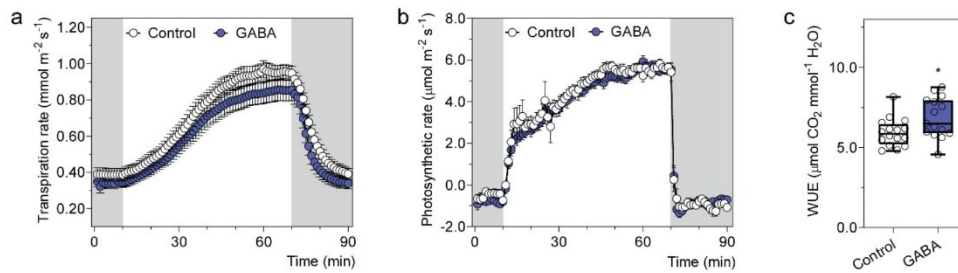 a
Transpiration rate (mmol m⁻² s⁻¹)
1.20
1.00
0.80
0.60
0.40
0.20
Control GABA
0 30 60 90
Time (min)
b
Photosynthetic rate (µmol m⁻² s⁻¹)
8.0
6.0
4.0
2.0
0.0
-2.0
Control GABA
0 30 60 90
Time (min)
c
WUE (µmol CO₂ mmol⁻¹ H₂O)
10.0
5.0
0.0
*
Control
GABA